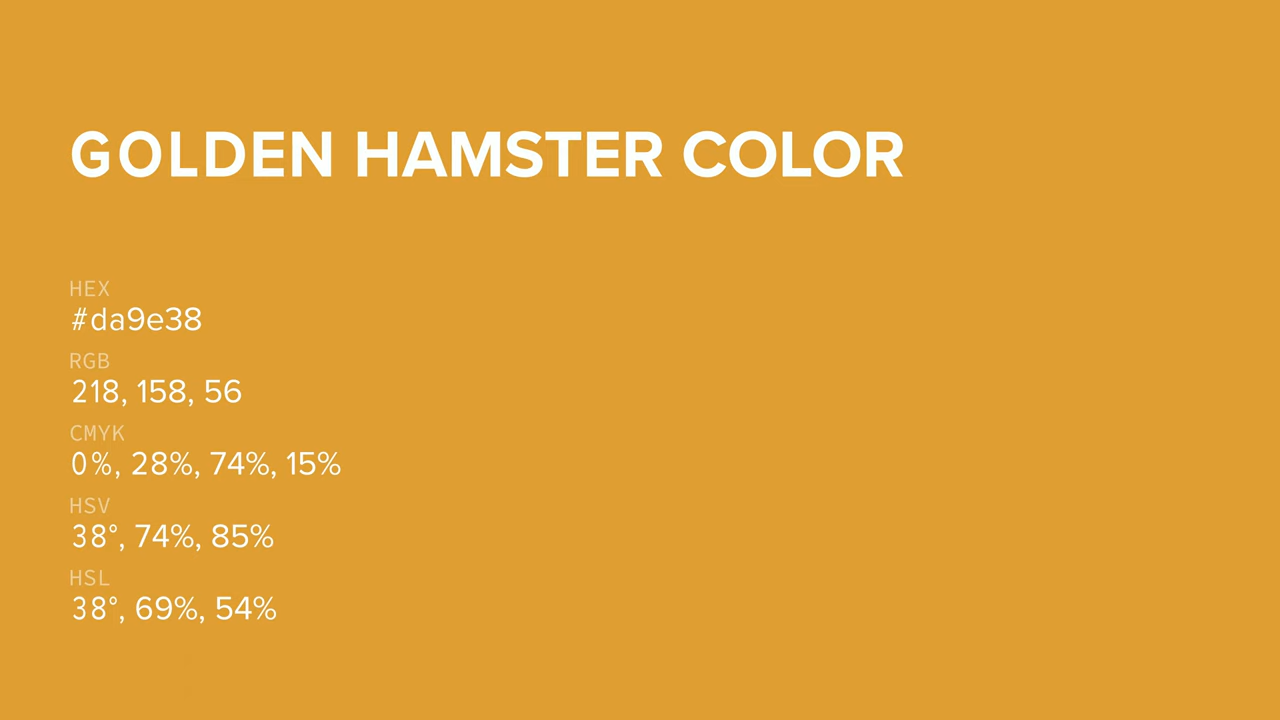 GOLDEN HAMSTER COLOR
HEX
#da9e38
RGB
218, 158, 56
CMYK
0%, 28%, 74%, 15%
HSV
38°, 74%, 85%
HSL
38°, 69%, 54%